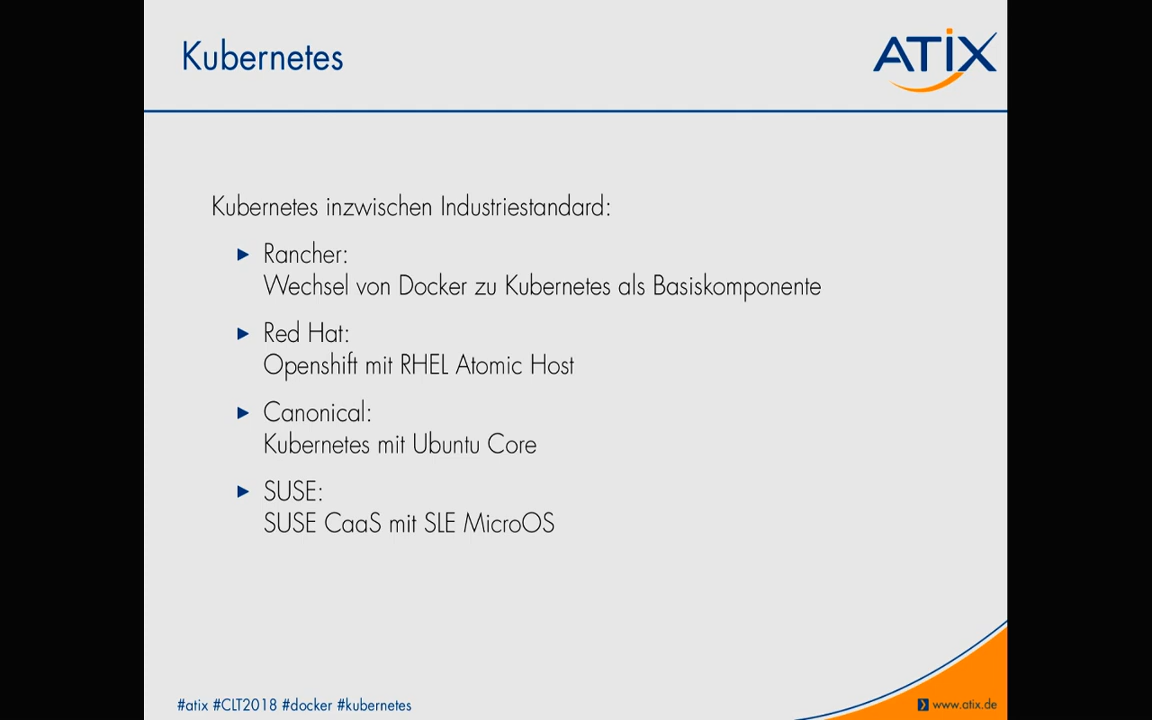 Kubernetes
ATIX
Kubernetes inzwischen Industriestandard:
Rancher:
Wechsel von Docker zu Kubernetes als Basiskomponente
Red Hat:
Openshift mit RHEL Atomic Host
Canonical:
Kubernetes mit Ubuntu Core
SUSE:
SUSE CaaS mit SLE MicroOS
#atix #CLT2018 #docker #kubernetes
www.atix.de